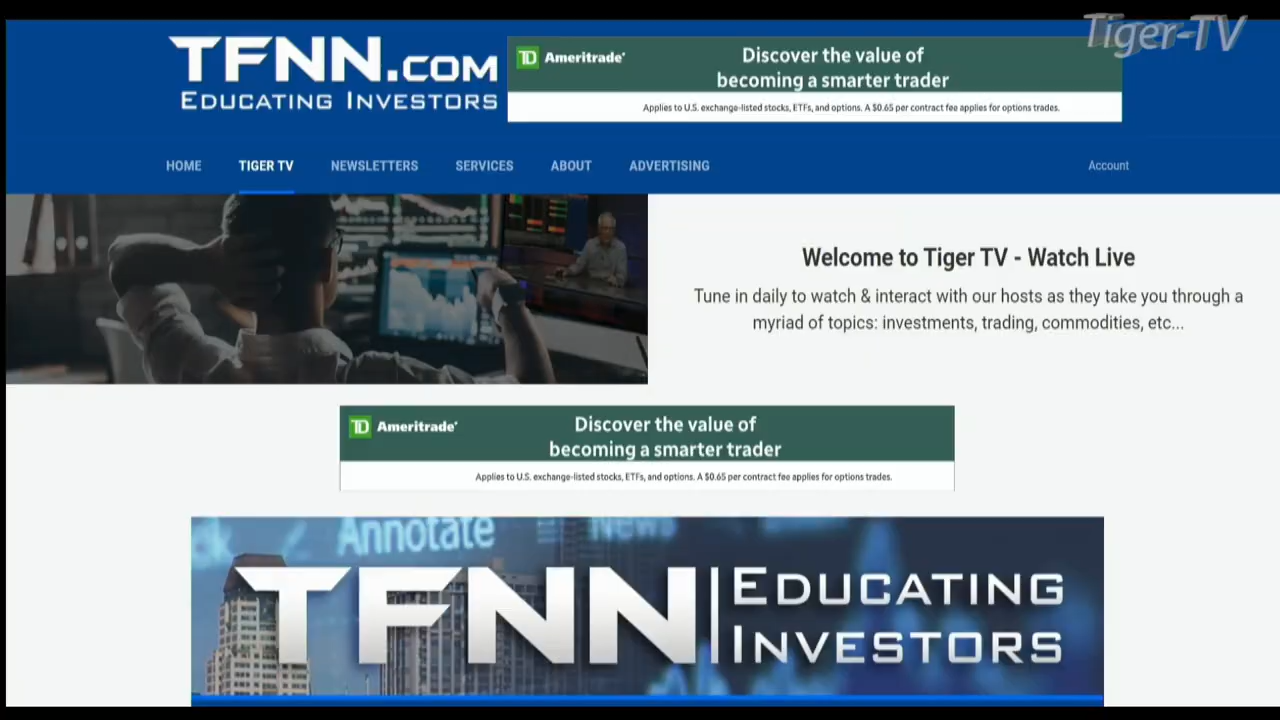 Tiger-TV
TFNN.COM
EDUCATING INVESTORS
TD Ameritrade
Discover the value of
becoming a smarter trader
Applies to U.S. exchange-listed stocks, ETFs, and options. A $0.65 per contract fee applies for options trades.
HOME TIGER TV NEWSLETTERS SERVICES ABOUT ADVERTISING Account
Welcome to Tiger TV - Watch Live
Tune in daily to watch & interact with our hosts as they take you through a
myriad of topics: investments, trading, commodities, etc...
TD Ameritrade
Discover the value of
becoming a smarter trader
Applies to U.S. exchange-listed stocks, ETFs, and options. A $0.65 per contract fee applies for options trades.
Annotate News
TFNN EDUCATING
INVESTORS